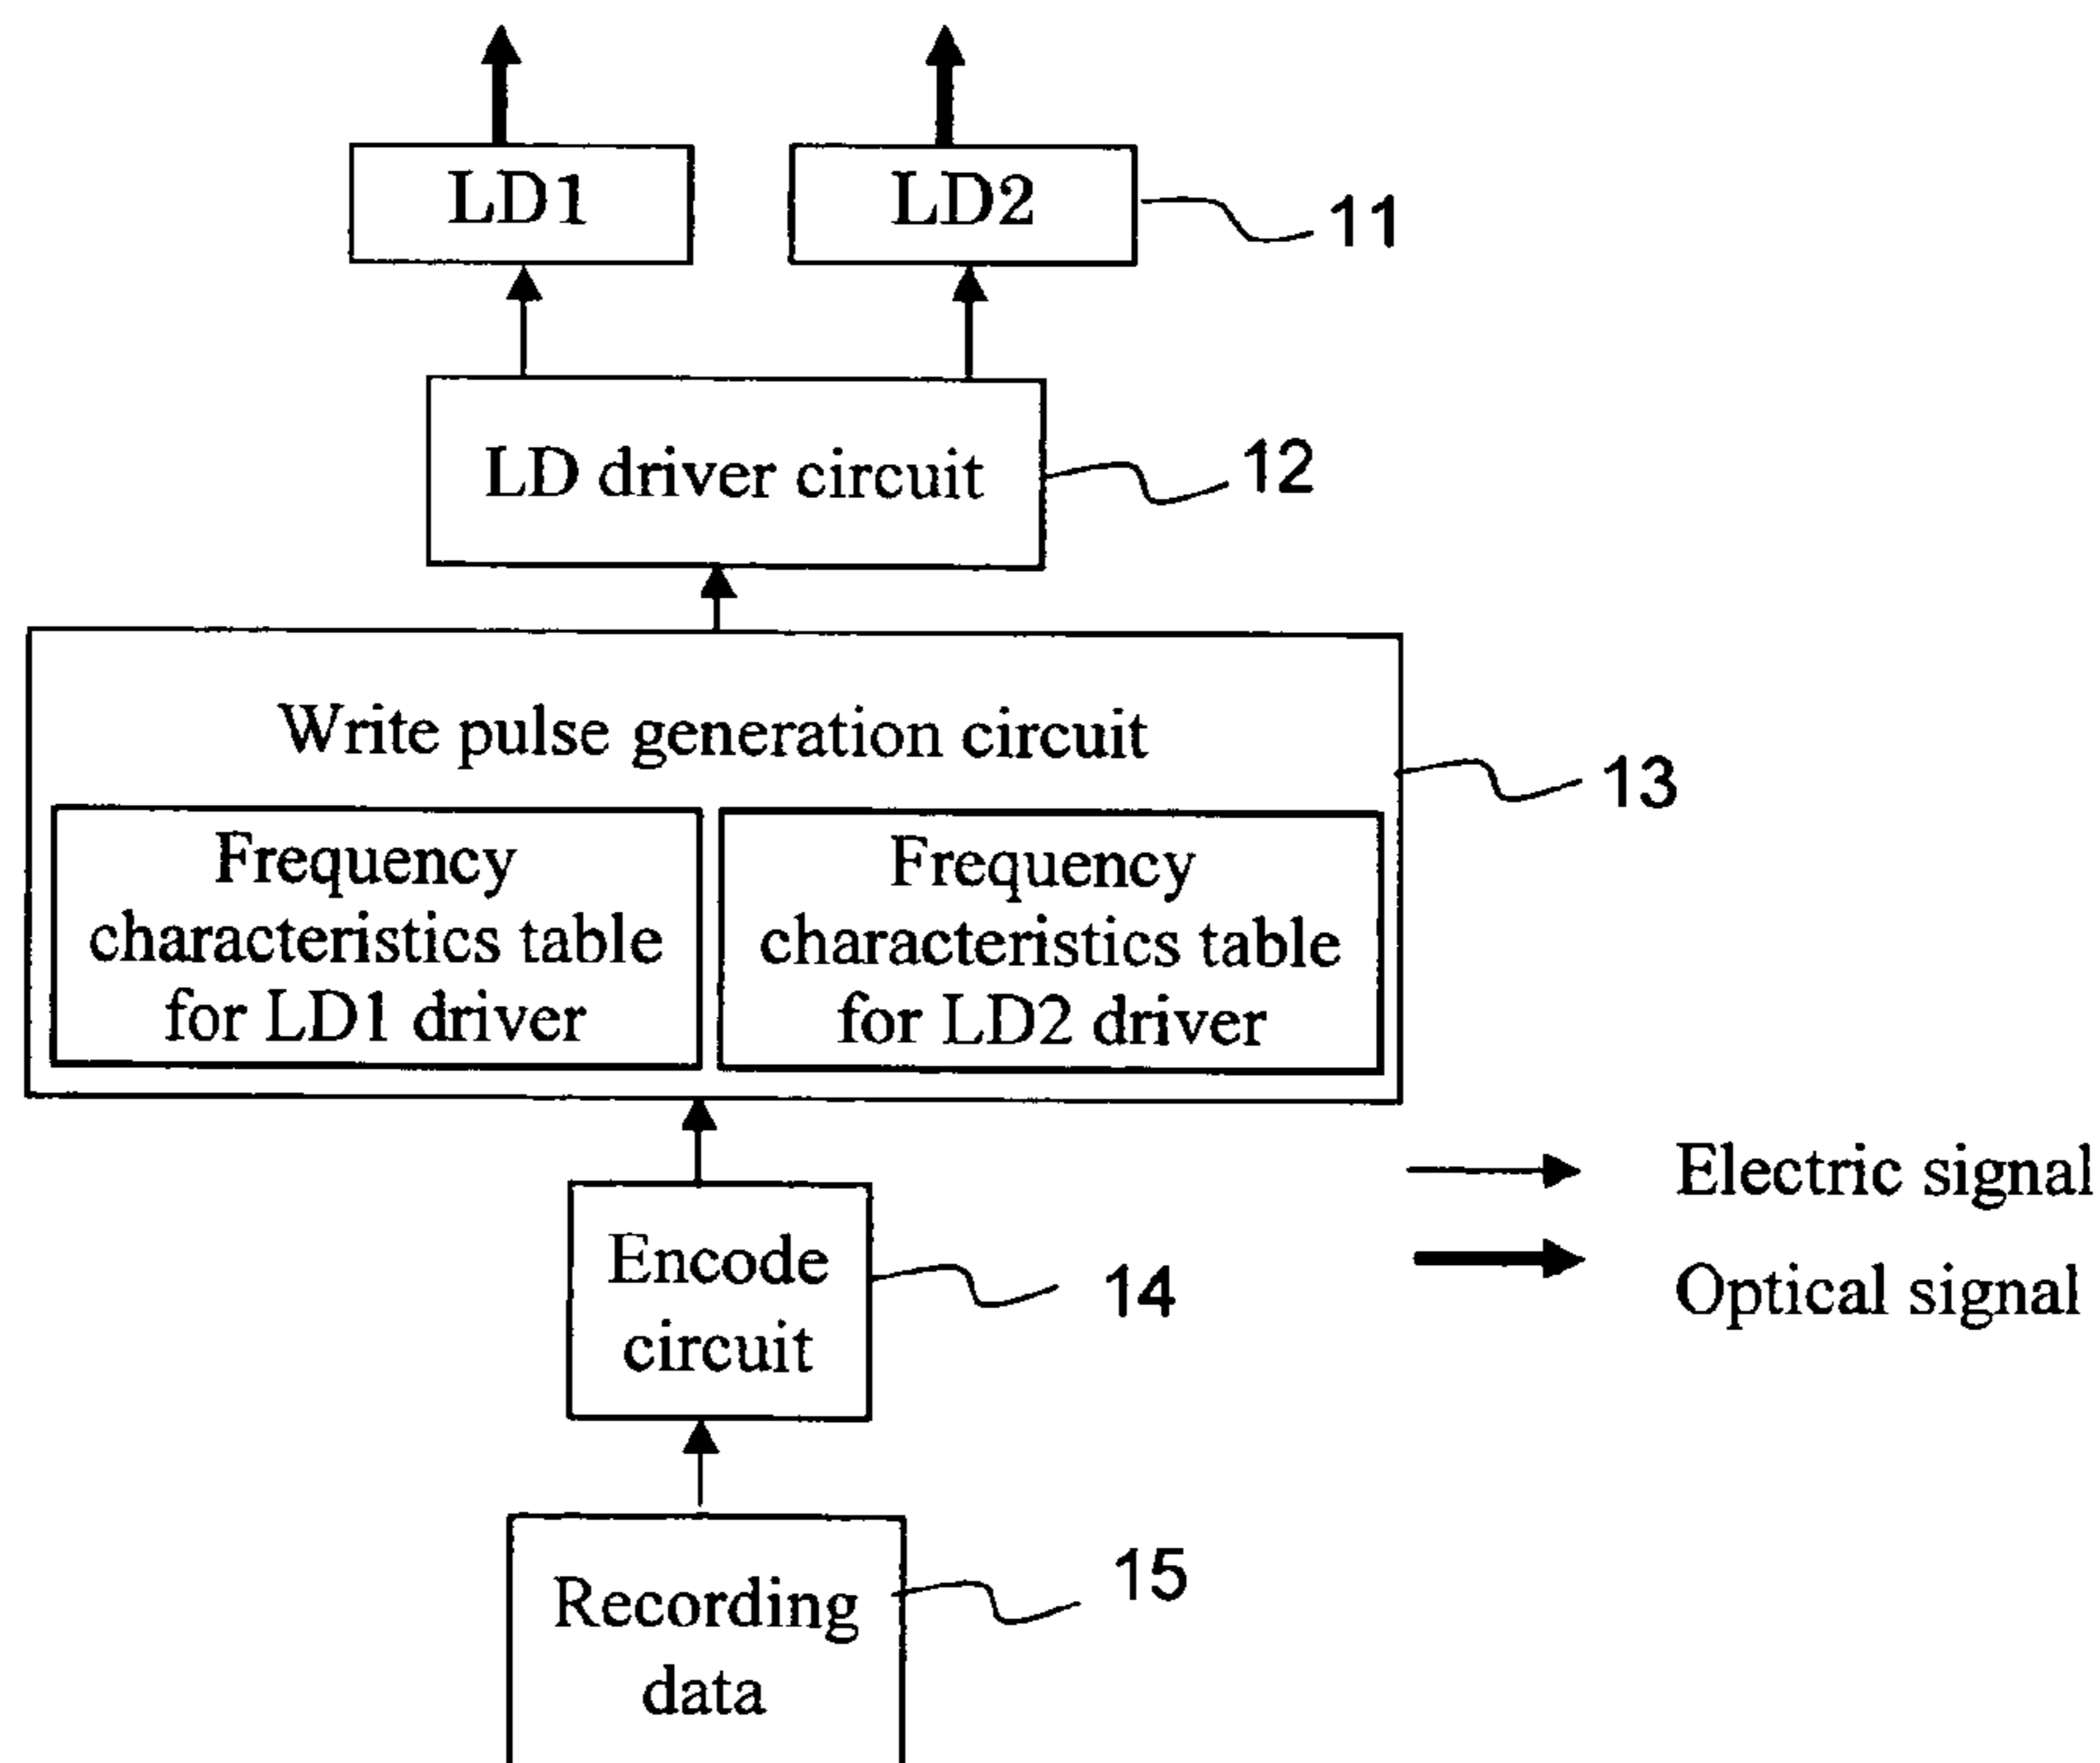 LD1
LD2
11
LD driver circuit
12
Write pulse generation circuit
13
Frequency
characteristics table
for LD1 driver
Frequency
characteristics table
for LD2 driver
Electric signal
Optical signal
Encode
circuit
14
Recording
data
15